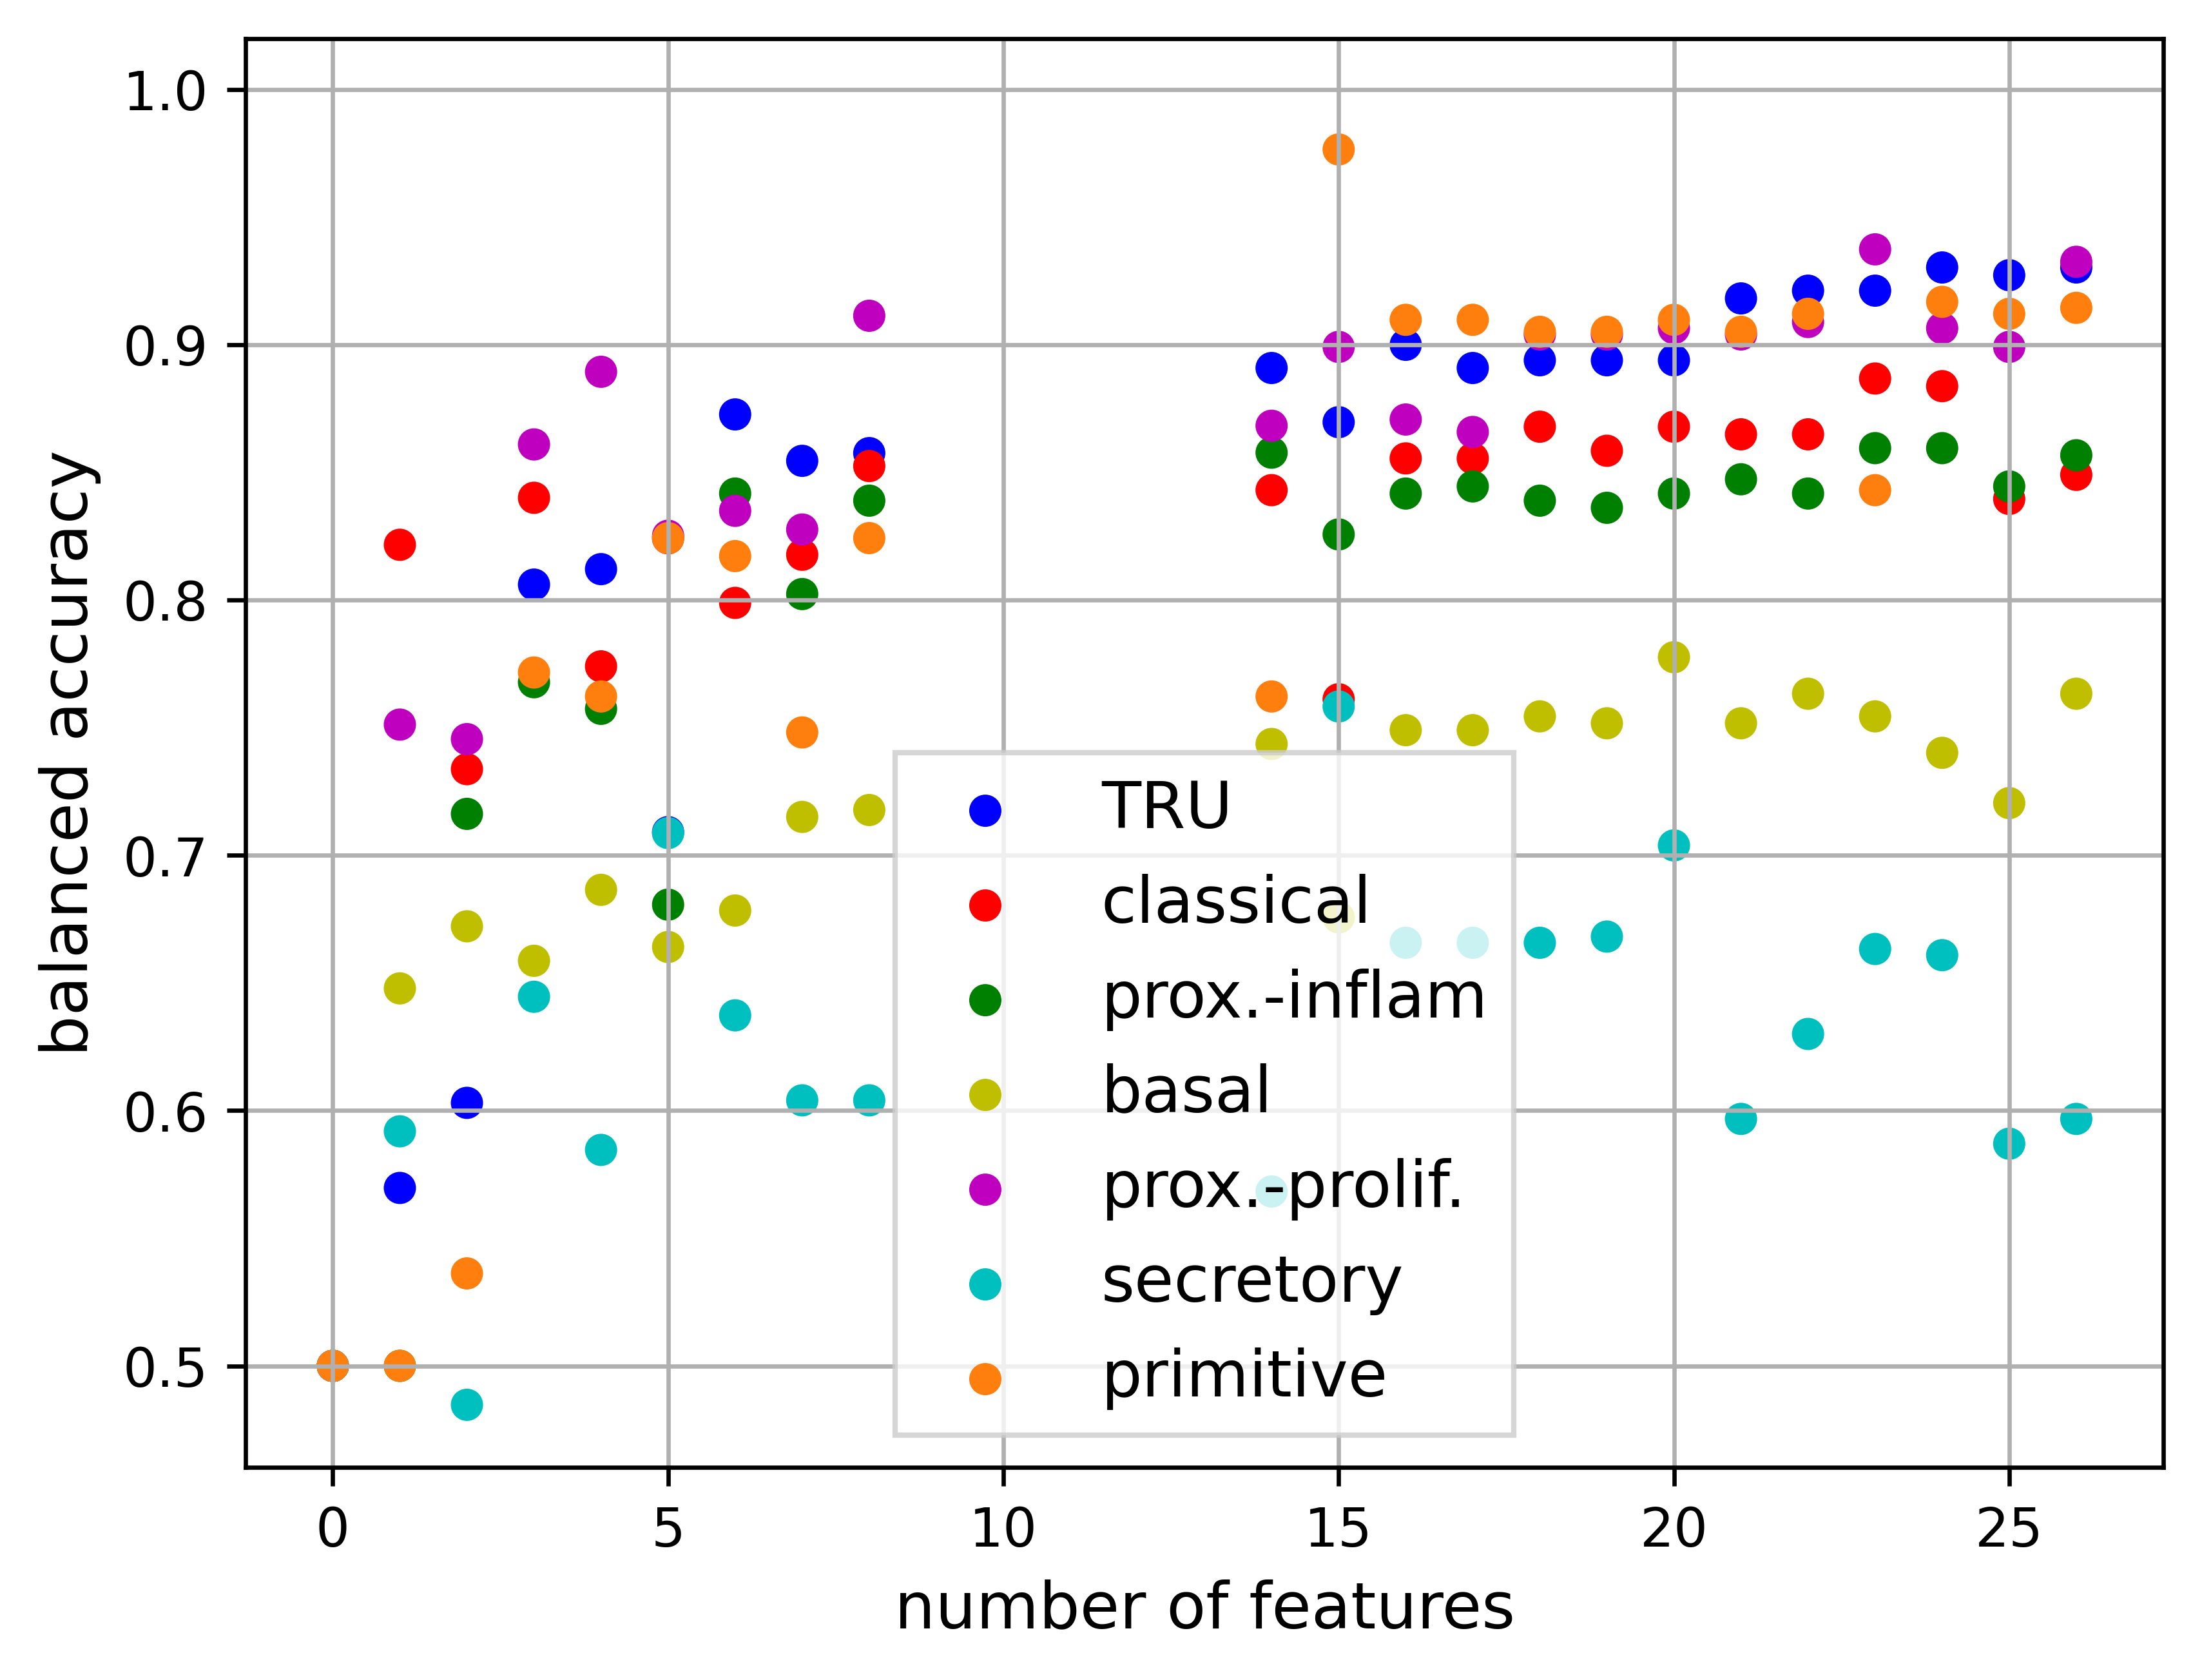 1.0
0.9
0.8
0.7
0.6
0.5
balanced accuracy
TRU
classical
prox.-inflam
basal
prox.-prolif.
secretory
primitive
0 5 10 15 20 25
number of features